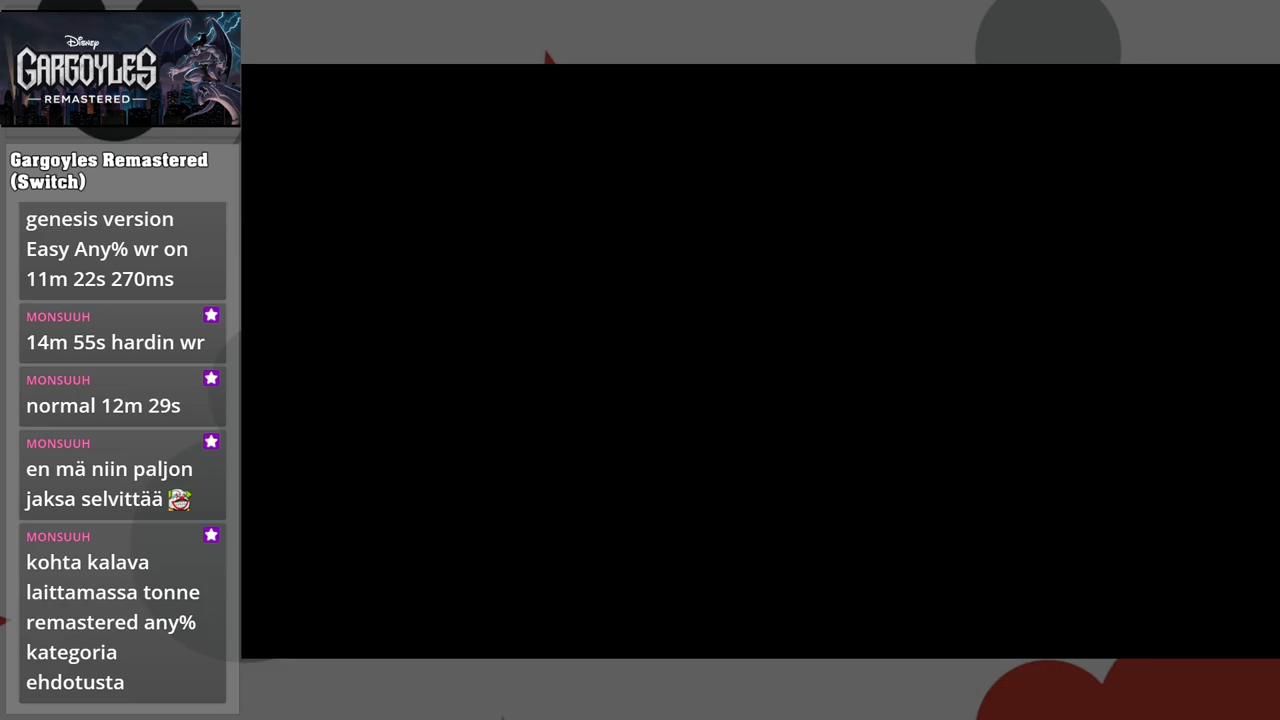 Disney
GARGOYLES
REMASTERED
Gargoyles Remastered
(Switch)
genesis version
Easy Any% wr on
11m 22s 270ms
MONSUUH
14m 55s hardin wr
MONSUUH
normal 12m 29s
MONSUUH
en mä niin paljon
jaksa selvittää
MONSUUH
kohta kalava
laittamassa tonne
remastered any%
kategoria
ehdotusta